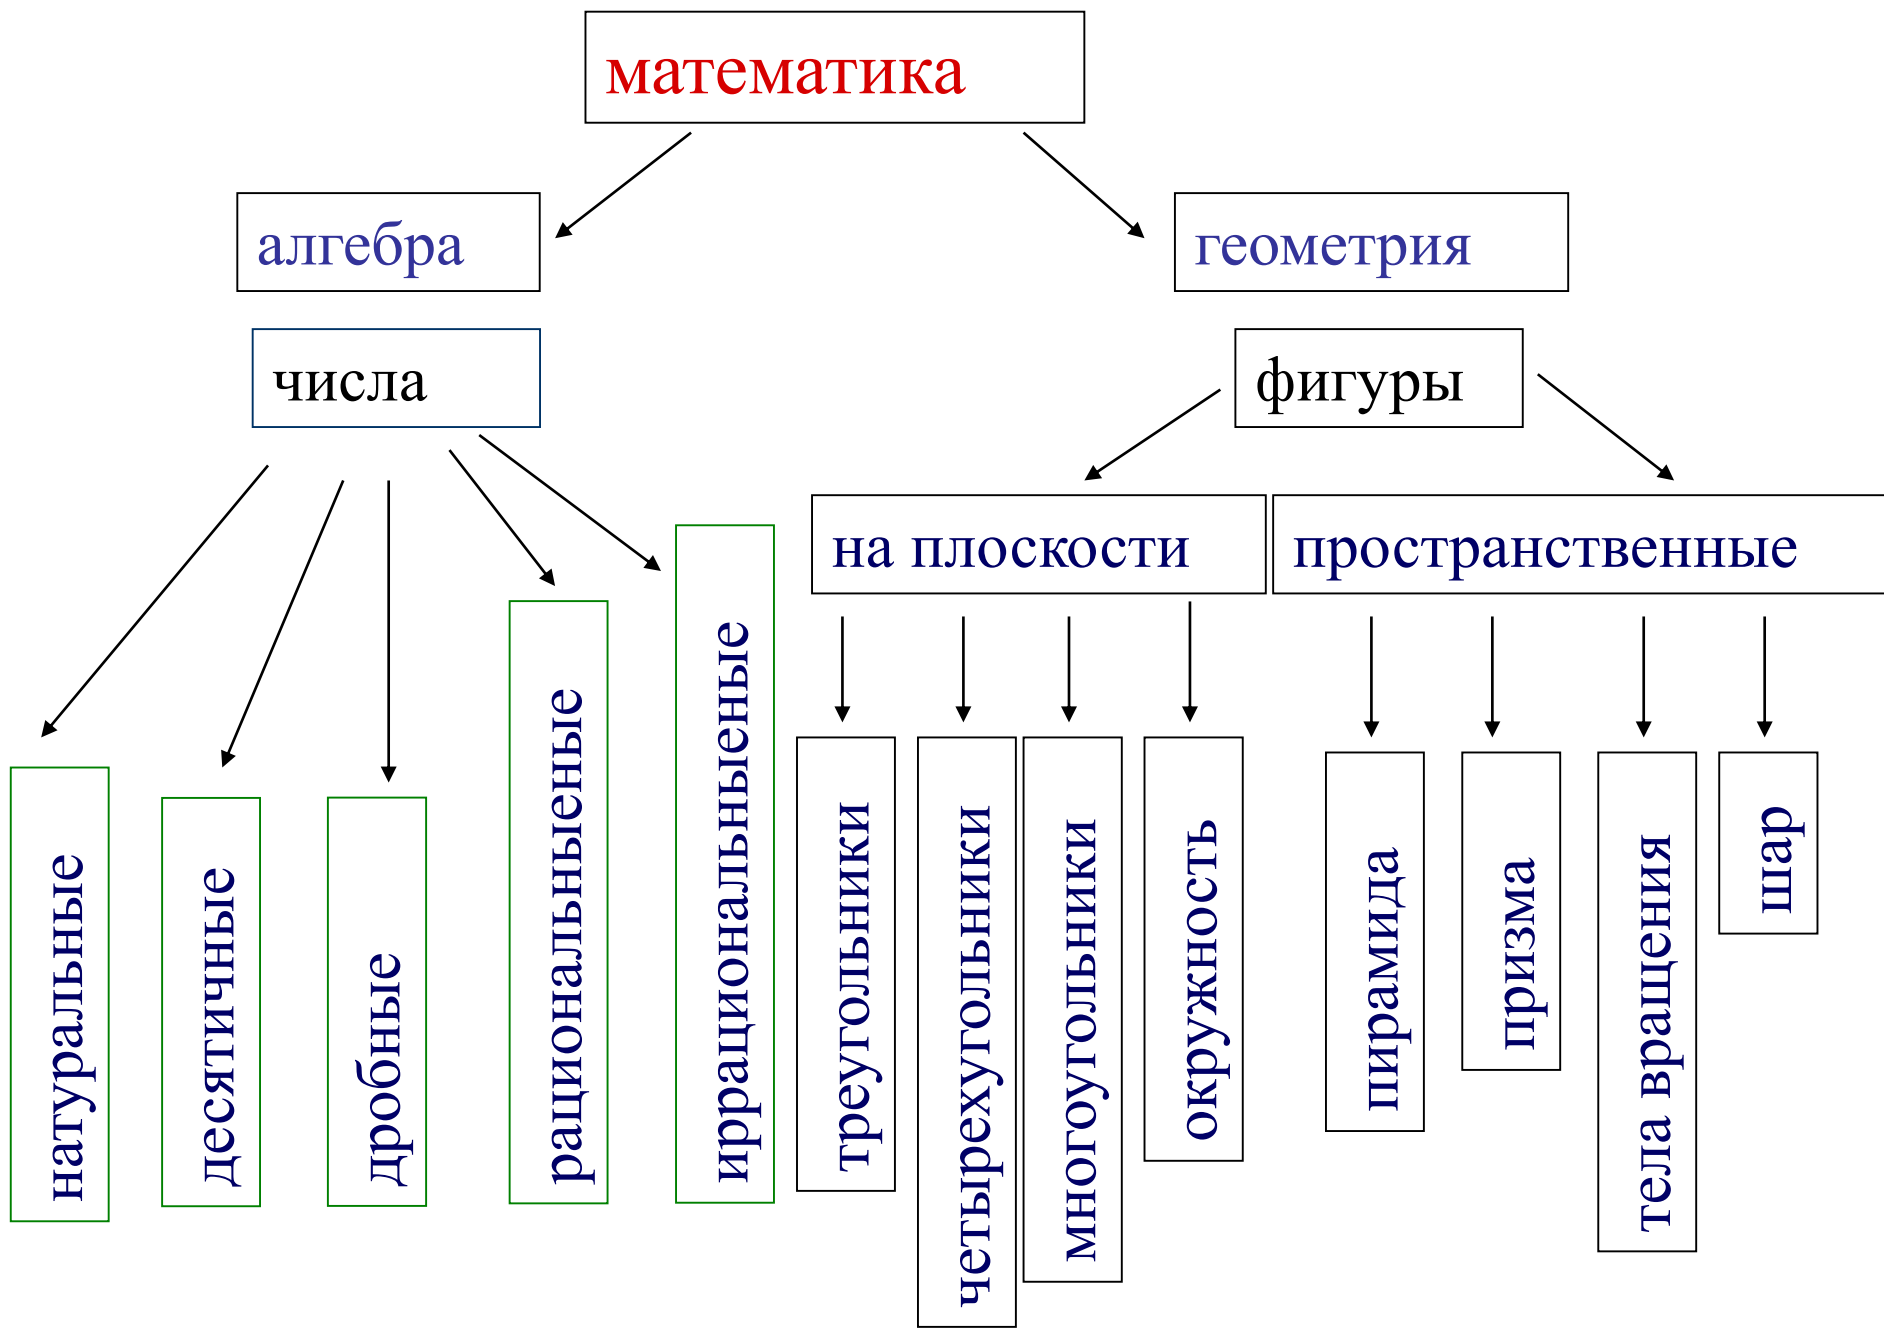 математика
алгебра
геометрия
числа
фигуры
на плоскости
пространственные
натуральные
десятичные
дробные
рациональныеные
иррациональныеные
треугольники
четырехугольники
многоугольники
окружность
пирамида
призма
тела вращения
шар